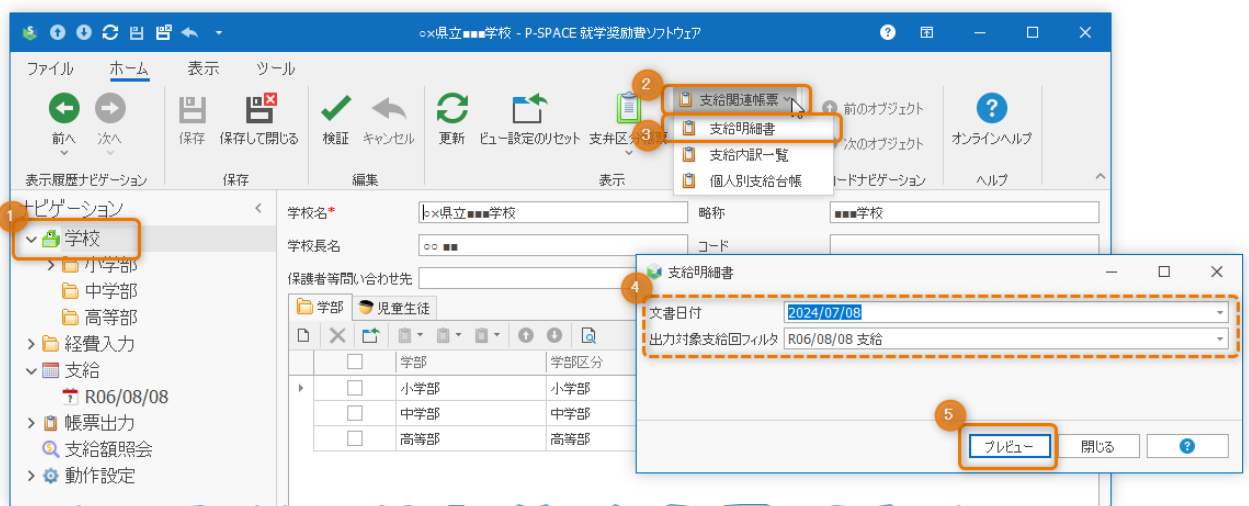 ○×県立■■■学校 - P-SPACE 就学奨励費ソフトウェア
ファイル ホーム 表示 ツール
2
支給関連帳票
前のオブジェクト
3
支給明細書
前へ 次へ 保存 保存して閉じる 検証 キャンセル 更新 ビュー設定のリセット 支弁区分 次のオブジェクト オンラインヘルプ
支給内訳一覧
表示履歴ナビゲーション 保存 編集 表示 個人別支給台帳 ードナビゲーション ヘルプ
1
ナビゲーション
学校名* ○×県立■■■学校 略称 ■■■学校
学校
学校長名 ○○ ■■ コード
小学部
保護者等問い合わせ先
中学部
学部 児童生徒
高等部
経費入力
学部 学部区分
支給
小学部 小学部
R06/08/08
中学部 中学部
帳票出力
高等部 高等部
支給額照会
動作設定
支給明細書
4
文書日付 2024/07/08
出力対象支給回フィルタ R06/08/08 支給
5
プレビュー 閉じる